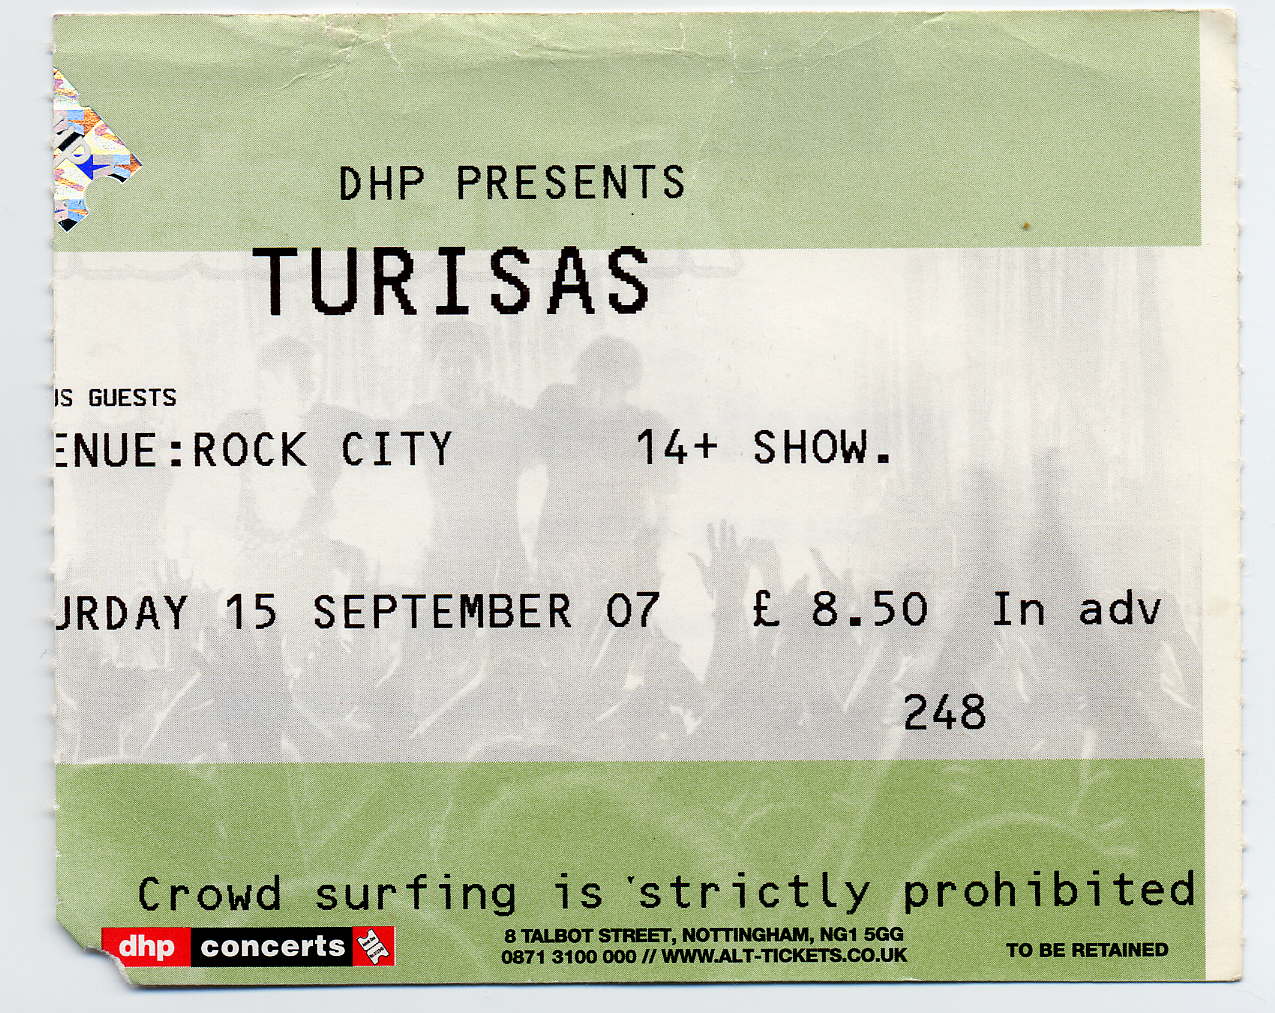 DHP PRESENTS
TURISAS
US GUESTS
ENUE:ROCK CITY 14+ SHOW.
URDAY 15 SEPTEMBER 07 £ 8.50 In adv
248
Crowd surfing is strictly prohibited
dhp concerts
8 TALBOT STREET, NOTTINGHAM, NG1 5GG
0871 3100 000 // WWW.ALT-TICKETS.CO.UK
TO BE RETAINED